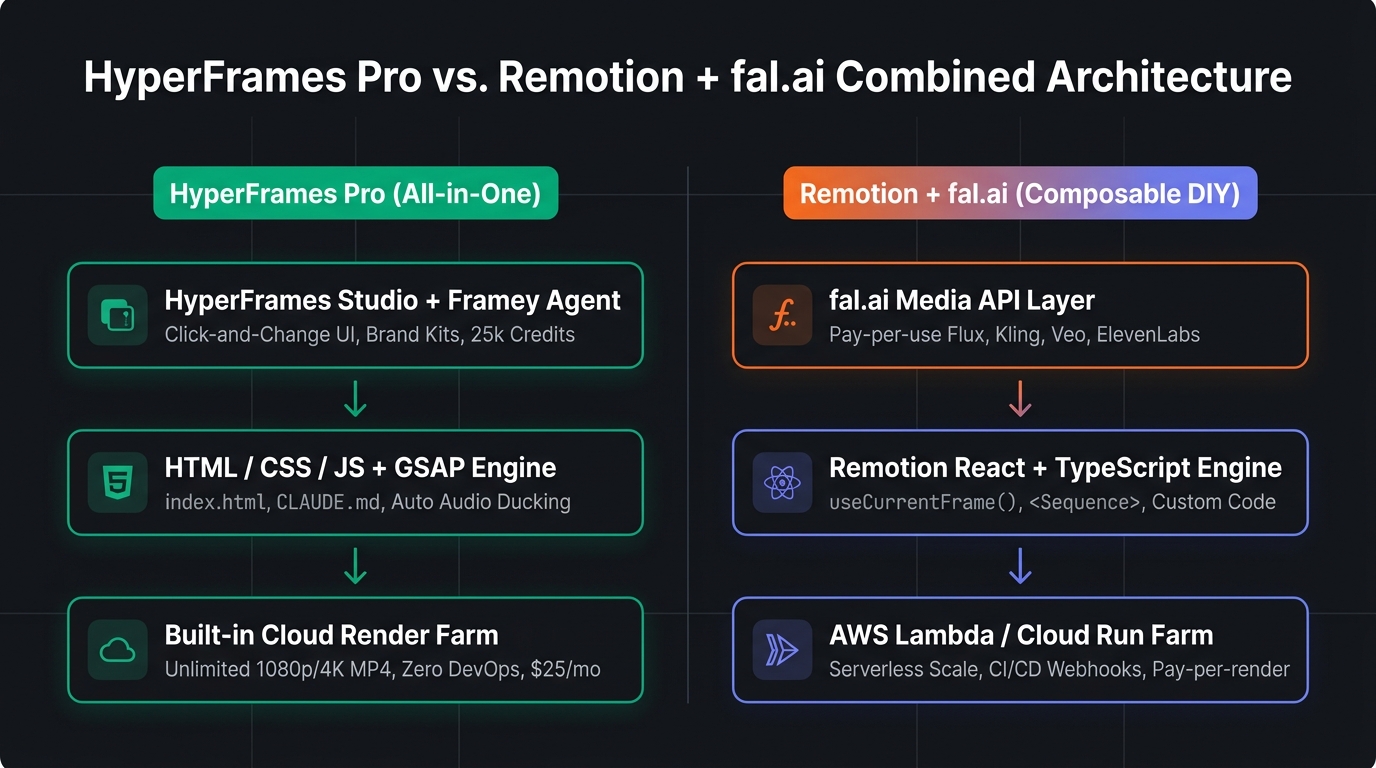 HyperFrames Pro vs. Remotion + fal.ai Combined Architecture
HyperFrames Pro (All-in-One)
HyperFrames Studio + Framey Agent
Click-and-Change UI, Brand Kits, 25k Credits
HTML / CSS / JS + GSAP Engine
index.html, CLAUDE.md, Auto Audio Ducking
Built-in Cloud Render Farm
Unlimited 1080p/4K MP4, Zero DevOps, $25/mo
Remotion + fal.ai (Composable DIY)
fal.ai Media API Layer
Pay-per-use Flux, Kling, Veo, ElevenLabs
Remotion React + TypeScript Engine
useCurrentFrame(), <Sequence>, Custom Code
AWS Lambda / Cloud Run Farm
Serverless Scale, CI/CD Webhooks, Pay-per-render